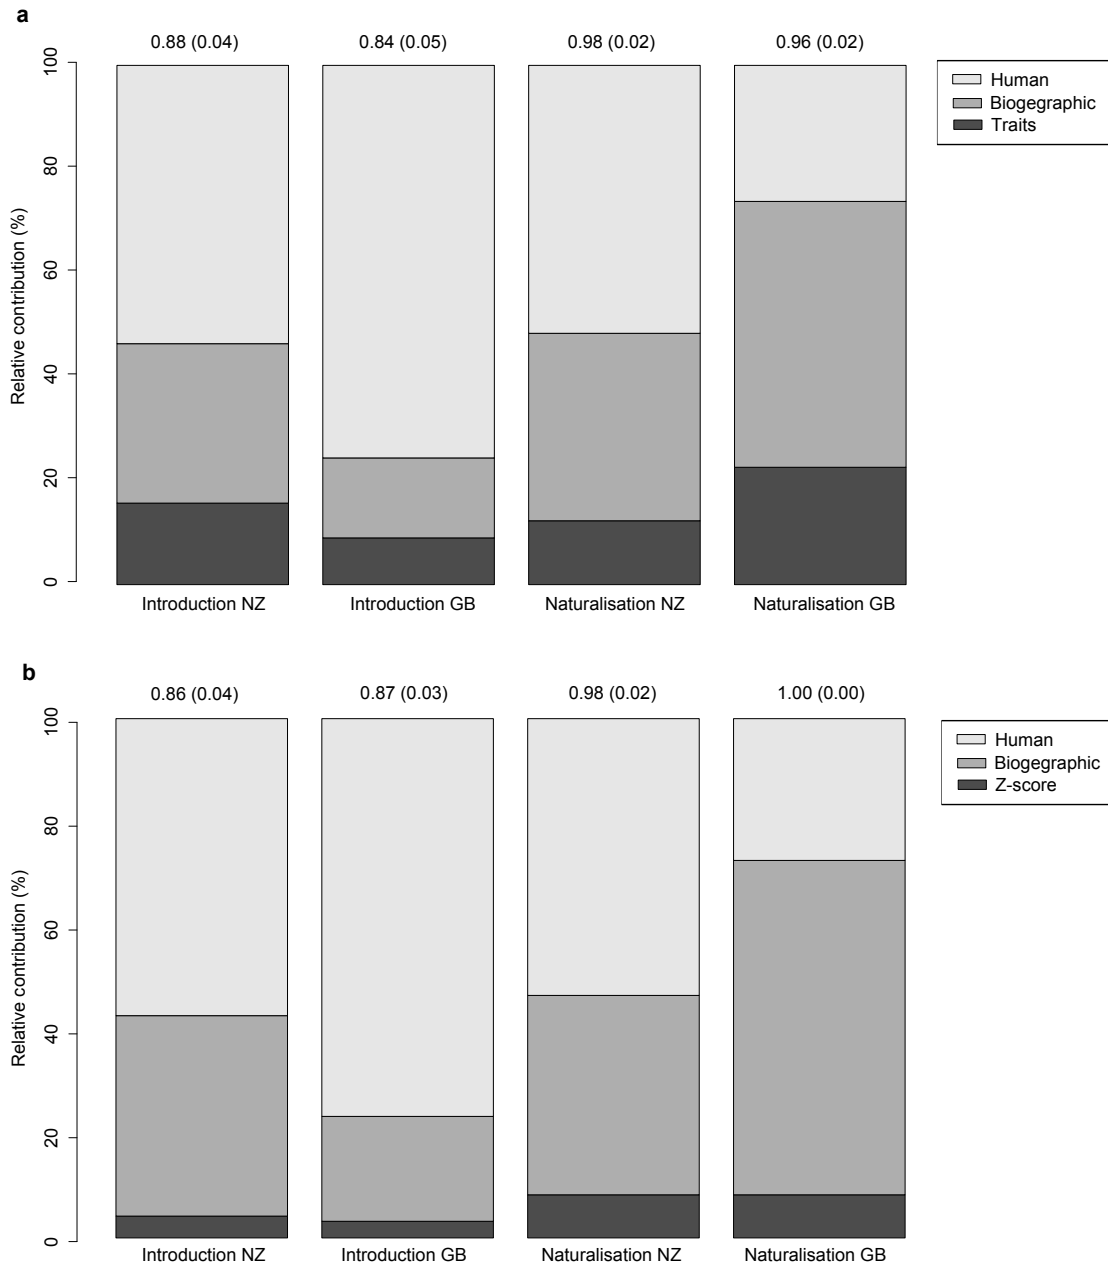 a
0.88 (0.04) 0.84 (0.05) 0.98 (0.02) 0.96 (0.02)
Human
Biogegraphic
Traits
Relative contribution (%)
100
80
60
40
20
0
Introduction NZ Introduction GB Naturalisation NZ Naturalisation GB
b
0.86 (0.04) 0.87 (0.03) 0.98 (0.02) 1.00 (0.00)
Human
Biogegraphic
Z-score
Relative contribution (%)
100
80
60
40
20
0
Introduction NZ Introduction GB Naturalisation NZ Naturalisation GB